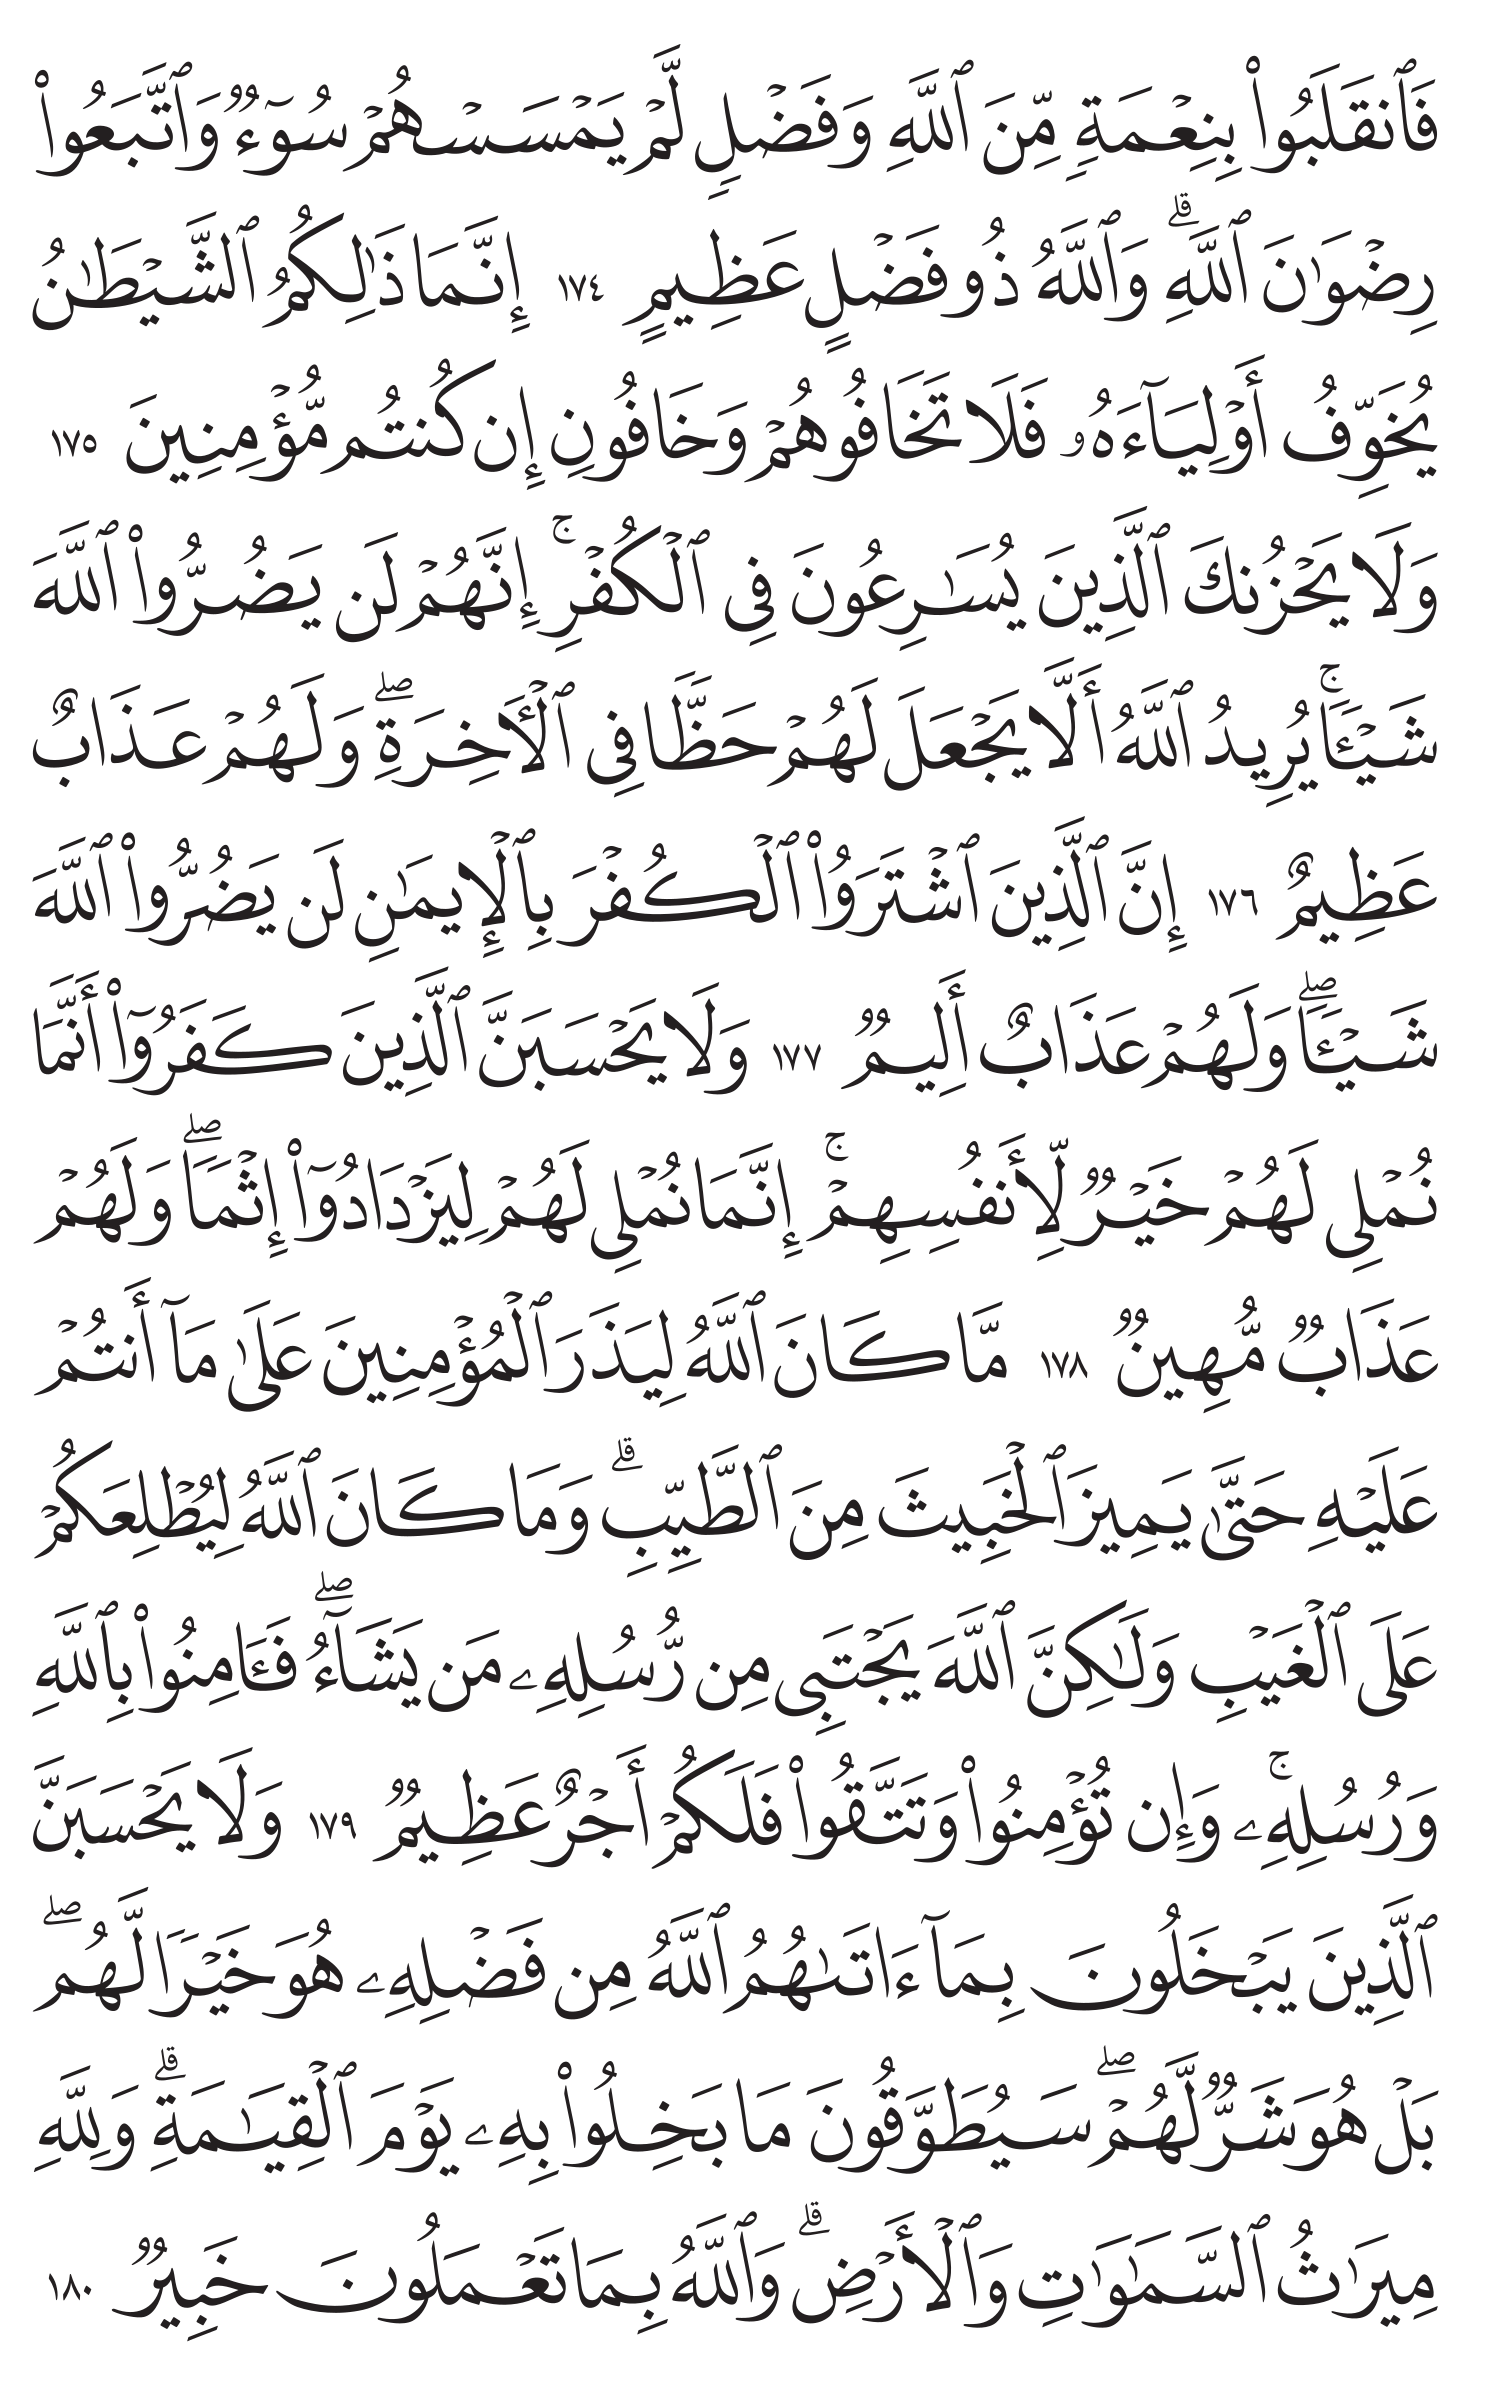 فَٱنقَلَبُوا۟ بِنِعْمَةٍ مِّنَ ٱللَّهِ وَفَضْلٍ لَّمْ يَمْسَسْهُمْ سُوٓءٌ وَٱتَّبَعُوا۟
رِضْوَٰنَ ٱللَّهِ ۗ وَٱللَّهُ ذُو فَضْلٍ عَظِيمٍ ١٧٤ إِنَّمَا ذَٰلِكُمُ ٱلشَّيْطَـٰنُ
يُخَوِّفُ أَوْلِيَآءَهُۥ فَلَا تَخَافُوهُمْ وَخَافُونِ إِن كُنتُم مُّؤْمِنِينَ ١٧٥
وَلَا يَحْزُنكَ ٱلَّذِينَ يُسَـٰرِعُونَ فِى ٱلْكُفْرِ ۚ إِنَّهُمْ لَن يَضُرُّوا۟ ٱللَّهَ
شَيْـًٔا ۚ يُرِيدُ ٱللَّهُ أَلَّا يَجْعَلَ لَهُمْ حَظًّا فِى ٱلْـَٔاخِرَةِ ۖ وَلَهُمْ عَذَابٌ
عَظِيمٌ ١٧٦ إِنَّ ٱلَّذِينَ ٱشْتَرَوُا۟ ٱلْكُفْرَ بِٱلْإِيمَـٰنِ لَن يَضُرُّوا۟ ٱللَّهَ
شَيْـًٔا ۖ وَلَهُمْ عَذَابٌ أَلِيمٌ ١٧٧ وَلَا يَحْسَبَنَّ ٱلَّذِينَ كَفَرُوٓا۟ أَنَّمَا
نُمْلِى لَهُمْ خَيْرٌ لِّأَنفُسِهِمْ ۚ إِنَّمَا نُمْلِى لَهُمْ لِيَزْدَادُوٓا۟ إِثْمًا ۖ وَلَهُمْ
عَذَابٌ مُّهِينٌ ١٧٨ مَّا كَانَ ٱللَّهُ لِيَذَرَ ٱلْمُؤْمِنِينَ عَلَىٰ مَآ أَنتُمْ
عَلَيْهِ حَتَّىٰ يَمِيزَ ٱلْخَبِيثَ مِنَ ٱلطَّيِّبِ ۗ وَمَا كَانَ ٱللَّهُ لِيُطْلِعَكُمْ
عَلَى ٱلْغَيْبِ وَلَـٰكِنَّ ٱللَّهَ يَجْتَبِى مِن رُّسُلِهِۦ مَن يَشَآءُ ۖ فَـَٔامِنُوا۟ بِٱللَّهِ
وَرُسُلِهِۦ ۚ وَإِن تُؤْمِنُوا۟ وَتَتَّقُوا۟ فَلَكُمْ أَجْرٌ عَظِيمٌ ١٧٩ وَلَا يَحْسَبَنَّ
ٱلَّذِينَ يَبْخَلُونَ بِمَآ ءَاتَىٰهُمُ ٱللَّهُ مِن فَضْلِهِۦ هُوَ خَيْرًا لَّهُم ۖ
بَلْ هُوَ شَرٌّ لَّهُمْ ۖ سَيُطَوَّقُونَ مَا بَخِلُوا۟ بِهِۦ يَوْمَ ٱلْقِيَـٰمَةِ ۗ وَلِلَّهِ
مِيرَٰثُ ٱلسَّمَـٰوَٰتِ وَٱلْأَرْضِ ۗ وَٱللَّهُ بِمَا تَعْمَلُونَ خَبِيرٌ ١٨٠